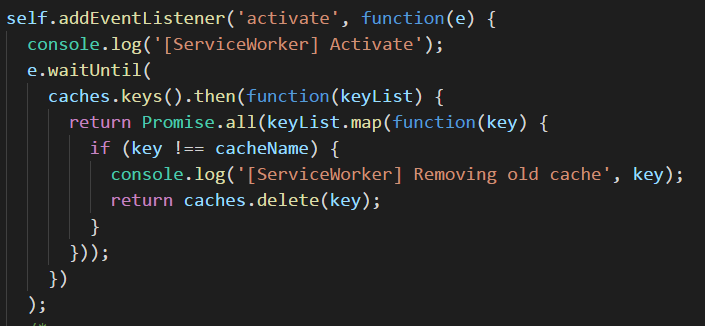 self.addEventListener('activate', function(e) {
  console.log('[ServiceWorker] Activate');
  e.waitUntil(
    caches.keys().then(function(keyList) {
      return Promise.all(keyList.map(function(key) {
        if (key !== cacheName) {
          console.log('[ServiceWorker] Removing old cache', key);
          return caches.delete(key);
        }
      }));
    })
  );
  /*